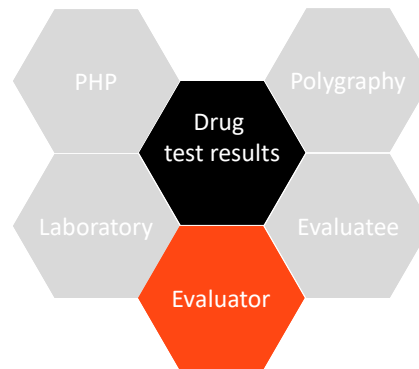 PHP
Polygraphy
Drug
test results
Laboratory
Evaluatee
Evaluator